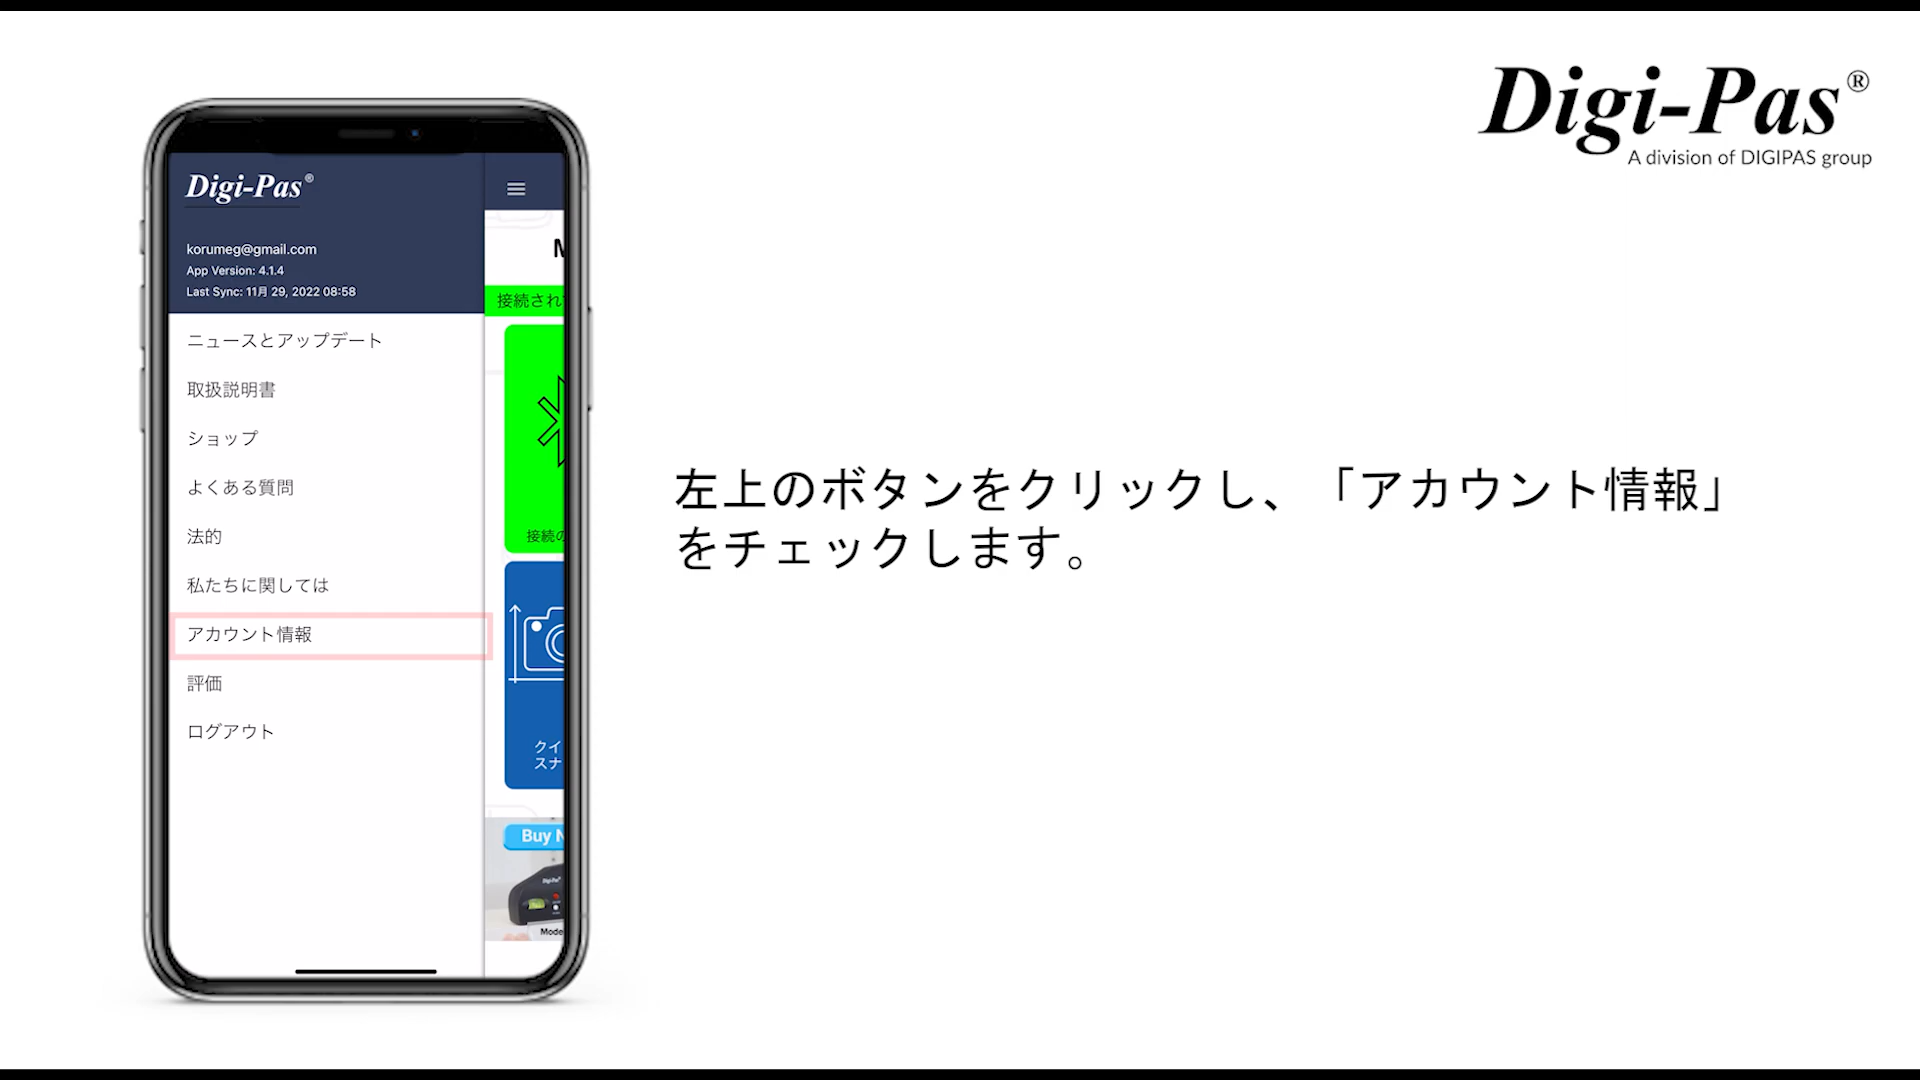 Digi-Pas®
A division of DIGIPAS group
Digi-Pas®
korumeg@gmail.com
App Version: 4.1.4
Last Sync: 11月 29, 2022 08:58
ニュースとアップデート
取扱説明書
ショップ
よくある質問
法的
私たちに関しては
アカウント情報
評価
ログアウト
M
接続され
接続の
クイ
スナ
Buy N
Digi-Pas®
Mode
左上のボタンをクリックし、「アカウント情報」
をチェックします。